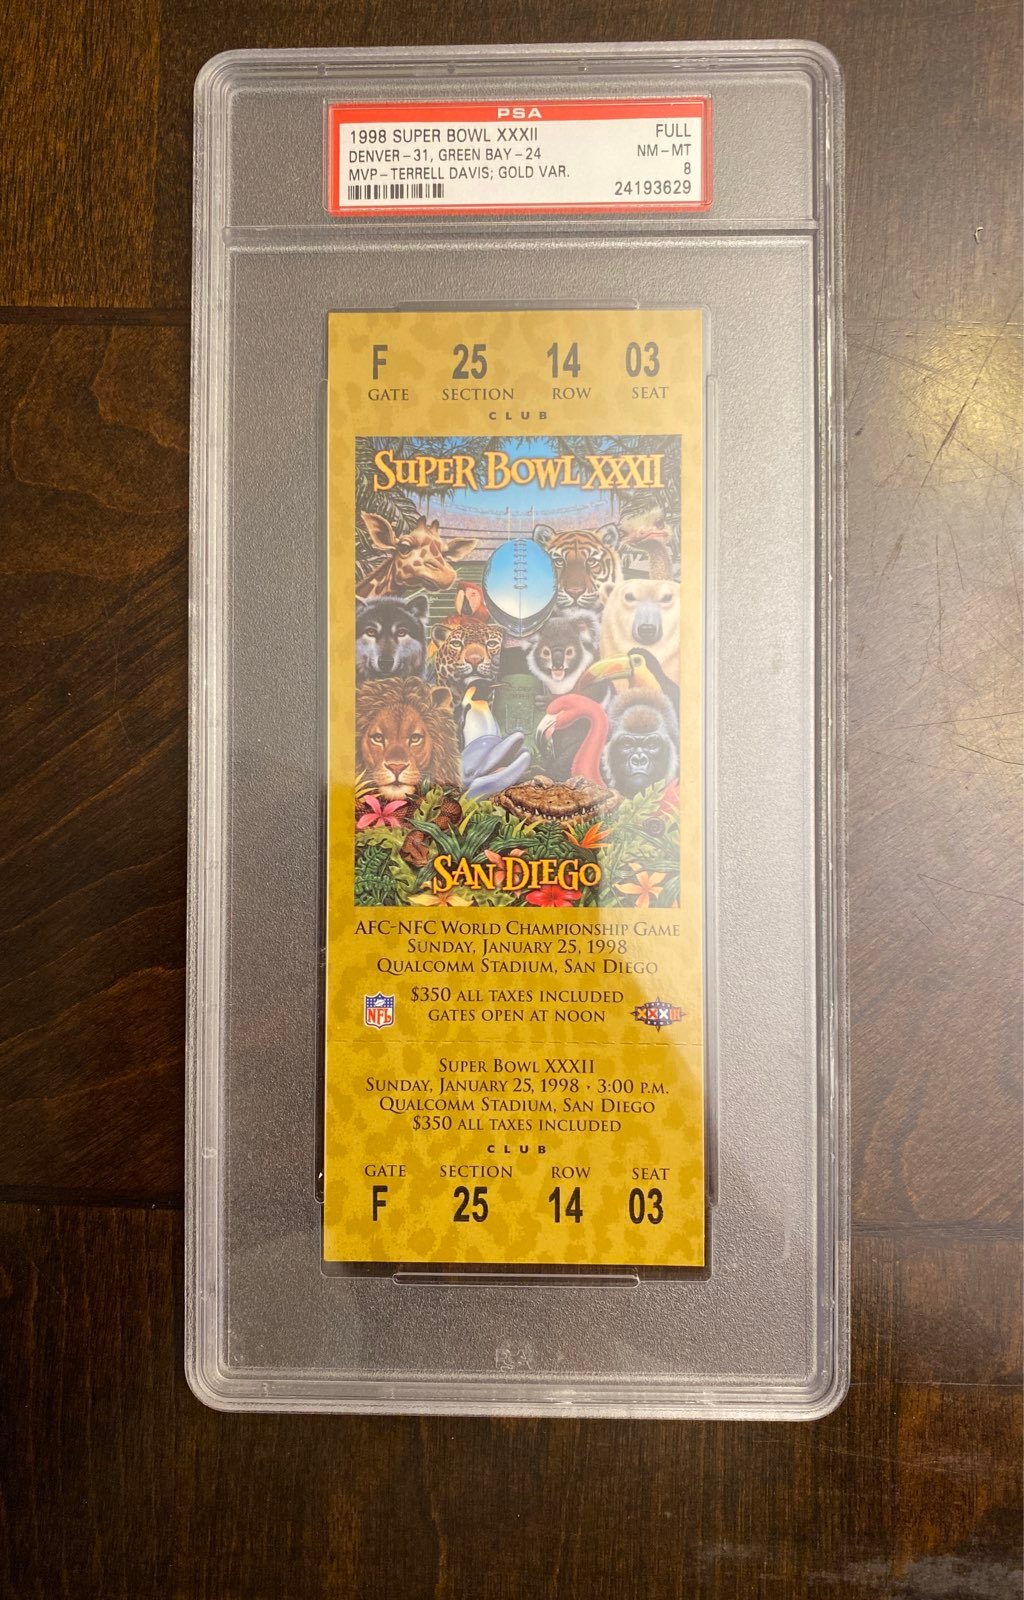 PSA
1998 SUPER BOWL XXXII FULL
DENVER-31, GREEN BAY-24 NM-MT
MVP-TERRELL DAVIS; GOLD VAR. 8
24193629
F 25 14 03
GATE SECTION ROW SEAT
CLUB
SUPER BOWL XXXII
SAN DIEGO
AFC-NFC WORLD CHAMPIONSHIP GAME
SUNDAY, JANUARY 25, 1998
QUALCOMM STADIUM, SAN DIEGO
$350 ALL TAXES INCLUDED
GATES OPEN AT NOON
NFL
XXXII
SUPER BOWL XXXII
SUNDAY, JANUARY 25, 1998 · 3:00 P.M.
QUALCOMM STADIUM, SAN DIEGO
$350 ALL TAXES INCLUDED
CLUB
GATE SECTION ROW SEAT
F 25 14 03